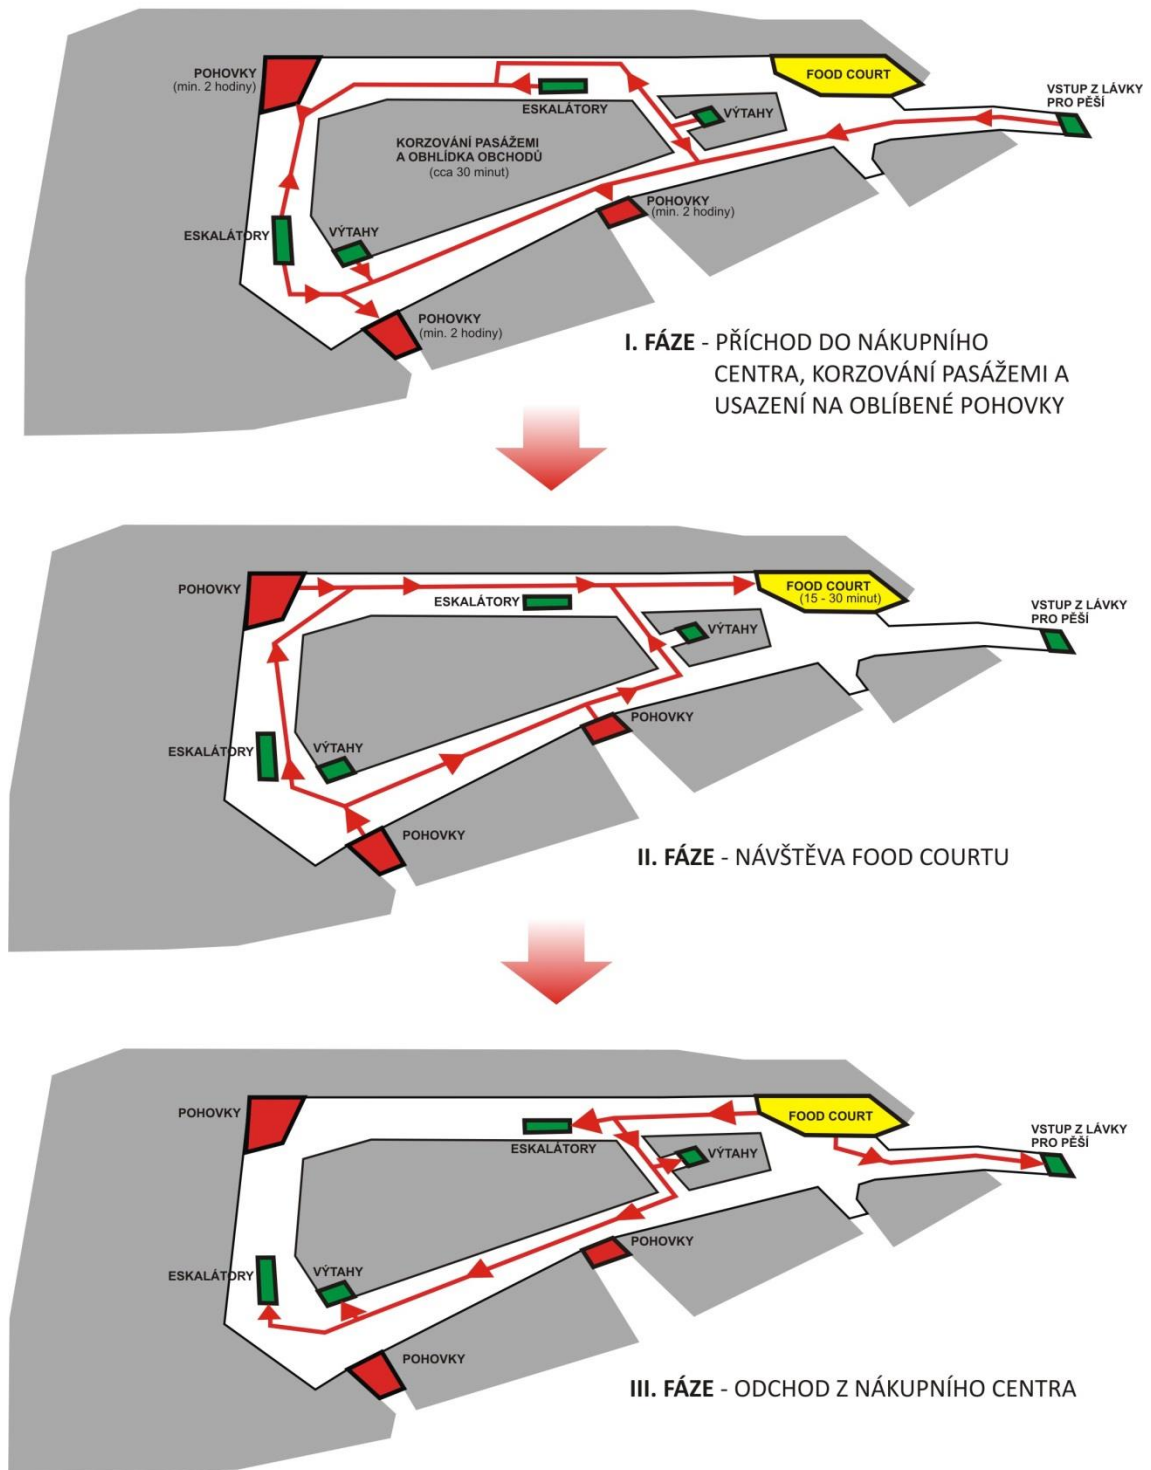 POHOVKY
(min. 2 hodiny)
FOOD COURT
VSTUP Z LÁVKY
PRO PĚŠÍ
ESKALÁTORY
VÝTAHY
KORZOVÁNÍ PASÁŽEMI
A OBHLÍDKA OBCHODŮ
(cca 30 minut)
POHOVKY
(min. 2 hodiny)
ESKALÁTORY
VÝTAHY
POHOVKY
(min. 2 hodiny)
I. FÁZE - PŘÍCHOD DO NÁKUPNÍHO
CENTRA, KORZOVÁNÍ PASÁŽEMI A
USAZENÍ NA OBLÍBENÉ POHOVKY
POHOVKY
FOOD COURT
(15 - 30 minut)
ESKALÁTORY
VSTUP Z LÁVKY
PRO PĚŠÍ
VÝTAHY
POHOVKY
ESKALÁTORY
VÝTAHY
POHOVKY
II. FÁZE - NÁVŠTĚVA FOOD COURTU
POHOVKY
FOOD COURT
VSTUP Z LÁVKY
PRO PĚŠÍ
ESKALÁTORY
VÝTAHY
POHOVKY
ESKALÁTORY
VÝTAHY
POHOVKY
III. FÁZE - ODCHOD Z NÁKUPNÍHO CENTRA